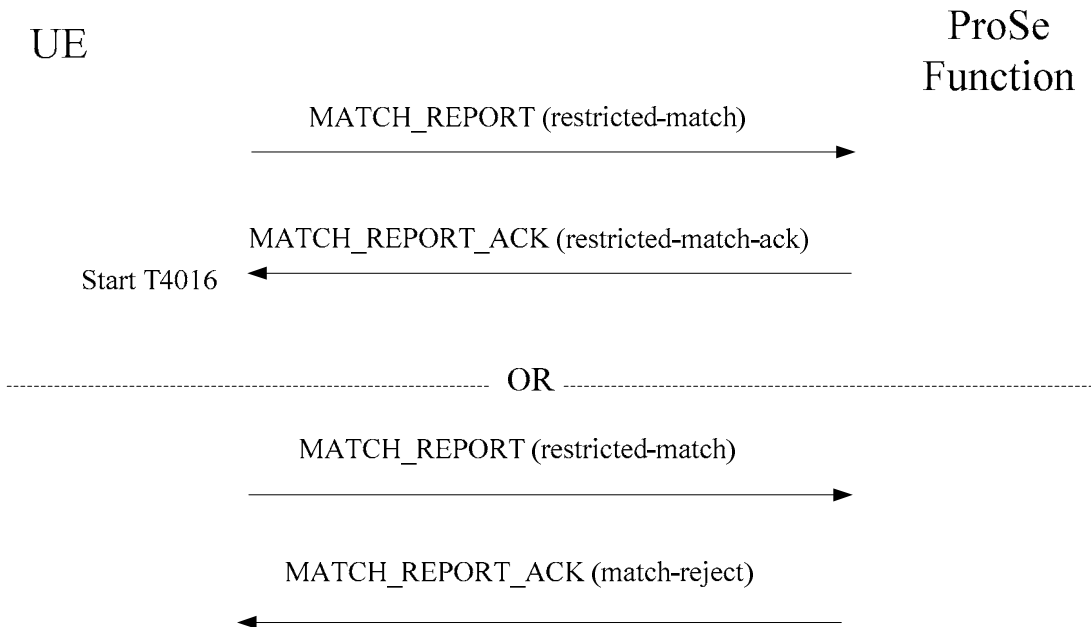 UE
ProSe
Function
MATCH_REPORT (restricted-match)
MATCH_REPORT_ACK (restricted-match-ack)
Start T4016
OR
MATCH_REPORT (restricted-match)
MATCH_REPORT_ACK (match-reject)